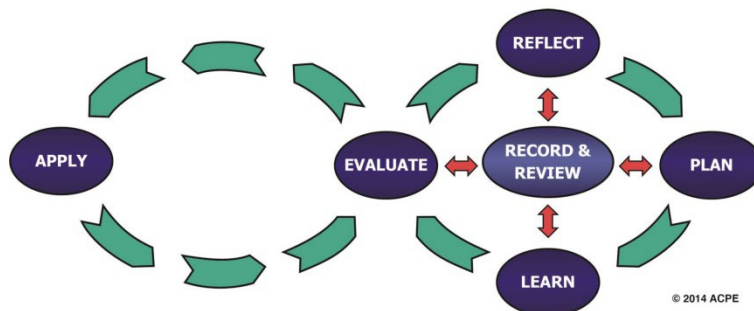 REFLECT
APPLY
EVALUATE
RECORD &
REVIEW
PLAN
LEARN
© 2014 ACPE